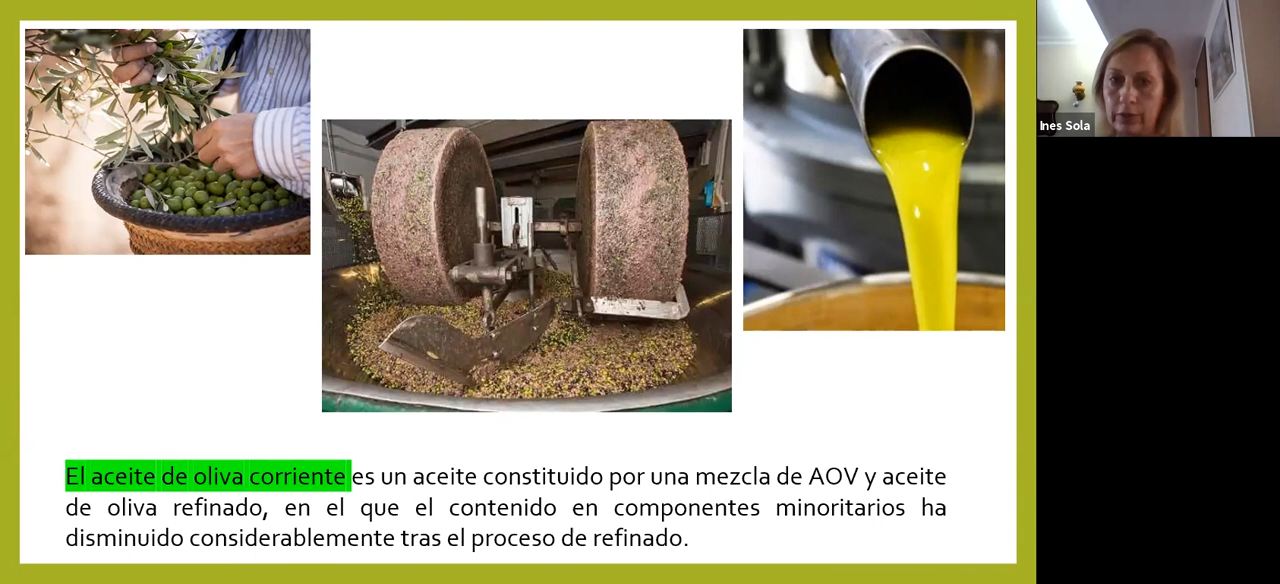 Ines Sola
El aceite de oliva corriente es un aceite constituido por una mezcla de AOV y aceite
de oliva refinado, en el que el contenido en componentes minoritarios ha
disminuido considerablemente tras el proceso de refinado.